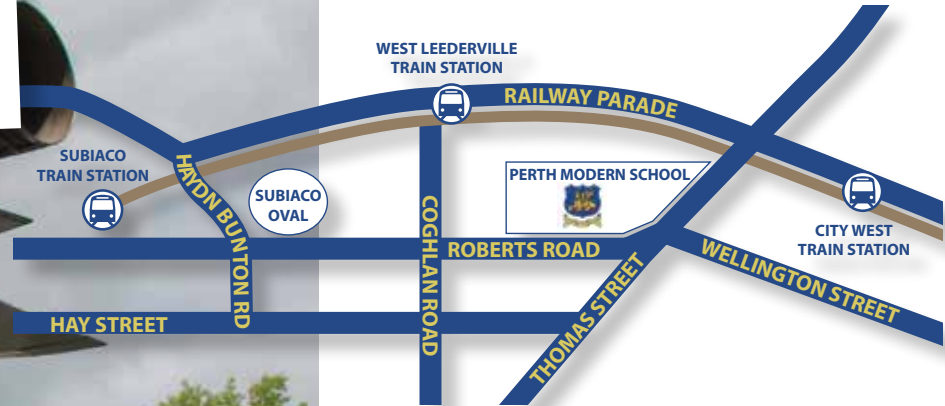 WEST LEEDERVILLE
TRAIN STATION
RAILWAY PARADE
SUBIACO
TRAIN STATION
HAYDN BUNTON RD
SUBIACO
OVAL
PERTH MODERN SCHOOL
COGHLAN ROAD
ROBERTS ROAD
CITY WEST
TRAIN STATION
WELLINGTON STREET
THOMAS STREET
HAY STREET